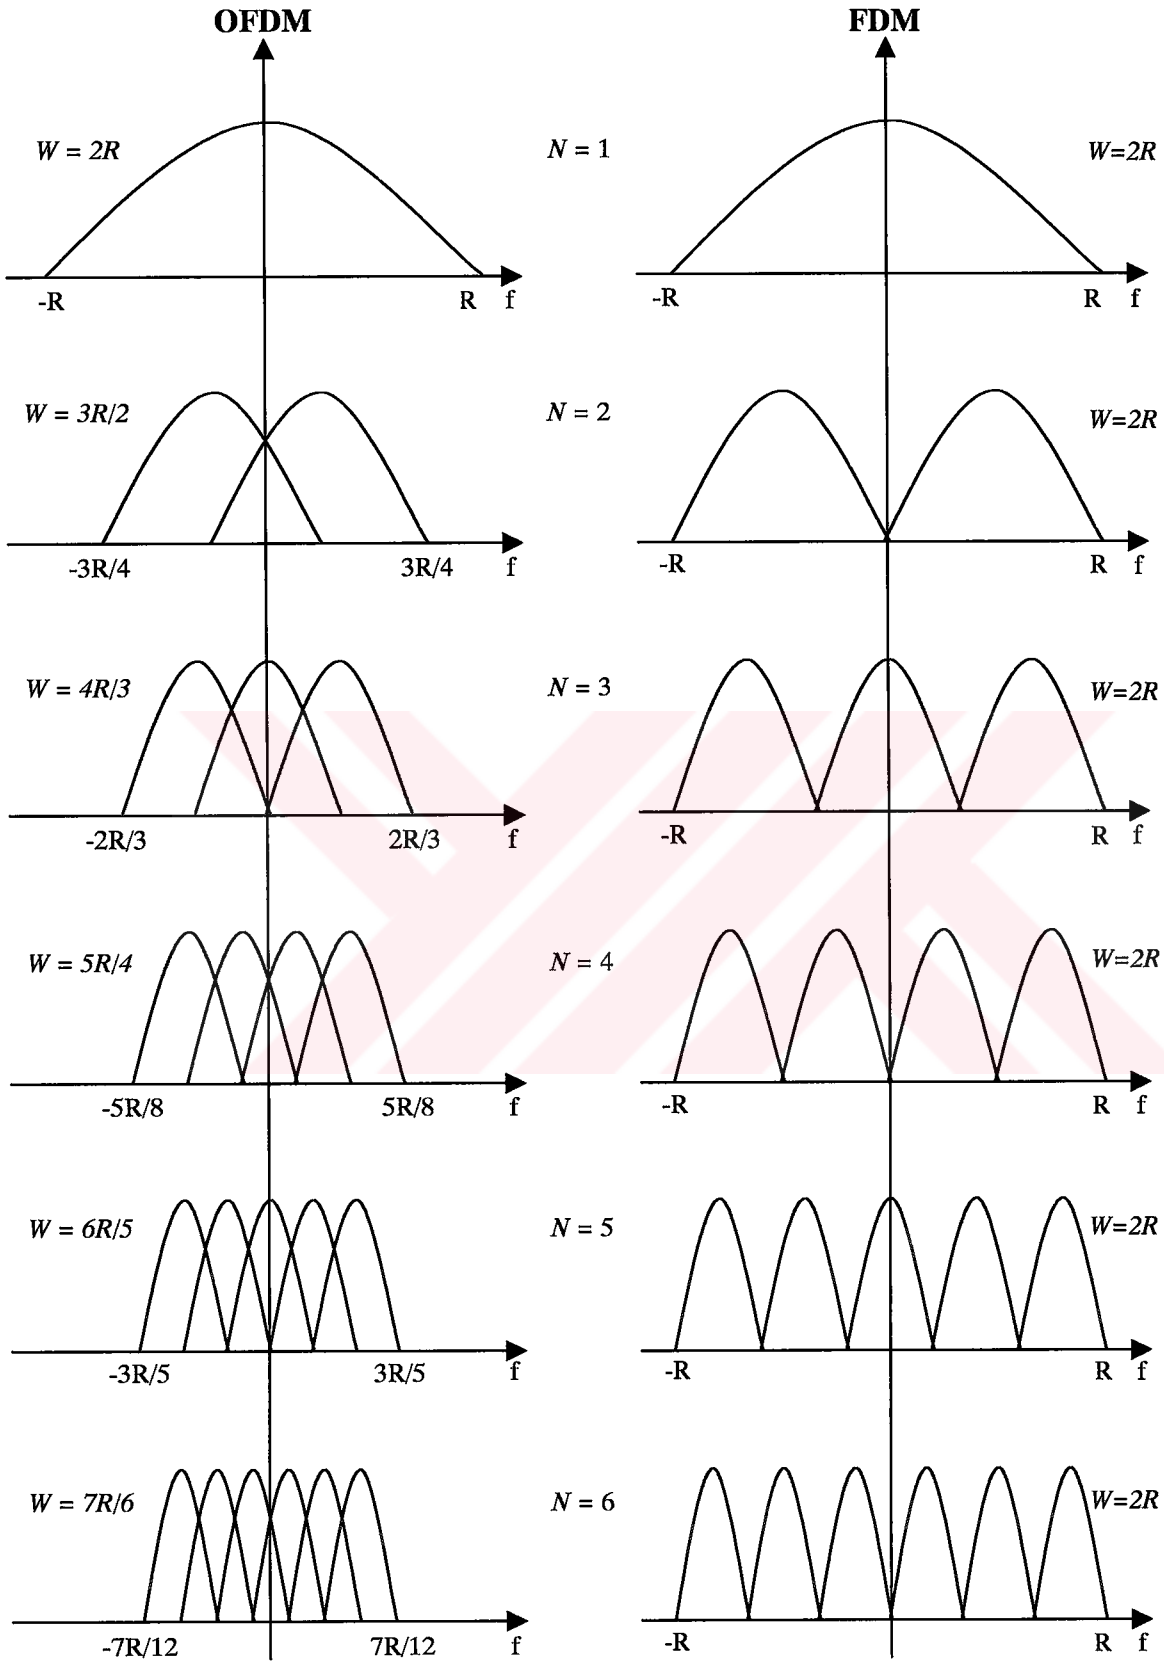 OFDM FDM
W = 2R N = 1 W=2R
-R R f -R R f
W = 3R/2 N = 2 W=2R
-3R/4 3R/4 f -R R f
W = 4R/3 N = 3 W=2R
-2R/3 2R/3 f -R R f
W = 5R/4 N = 4 W=2R
-5R/8 5R/8 f -R R f
W = 6R/5 N = 5 W=2R
-3R/5 3R/5 f -R R f
W = 7R/6 N = 6 W=2R
-7R/12 7R/12 f -R R f